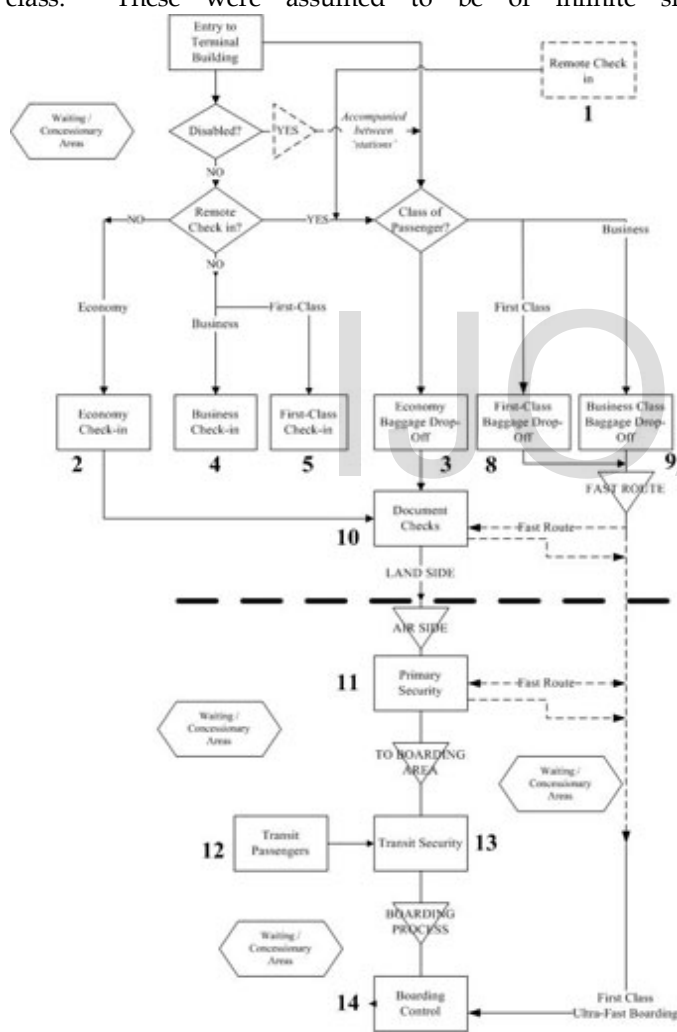 class. These were assumed to be of infinite
Entry to
Terminal
Building
Remote Check
in
1
Waiting /
Concessionary
Areas
Disabled?
YES
Accompanied
between
'stations'
NO
Remote
Check in?
NO
YES
Class of
Passenger?
NO
Business
Economy
First-Class
Business
First Class
IJO
Economy
Check-in
Business
Check-in
First-Class
Check-in
Economy
Baggage Drop-
Off
First-Class
Baggage Drop-
Off
Business Class
Baggage Drop-
Off
2
4
5
3
8
9
FAST ROUTE
Document
Checks
10
Fast Route
LAND SIDE
AIR SIDE
Primary
Security
11
Fast Route
Waiting /
Concessionary
Areas
TO BOARDING
AREA
Waiting /
Concessionary
Areas
12
Transit
Passengers
Transit Security
13
BOARDING
PROCESS
Waiting /
Concessionary
Areas
14
Boarding
Control
First Class
Ultra-Fast Boarding